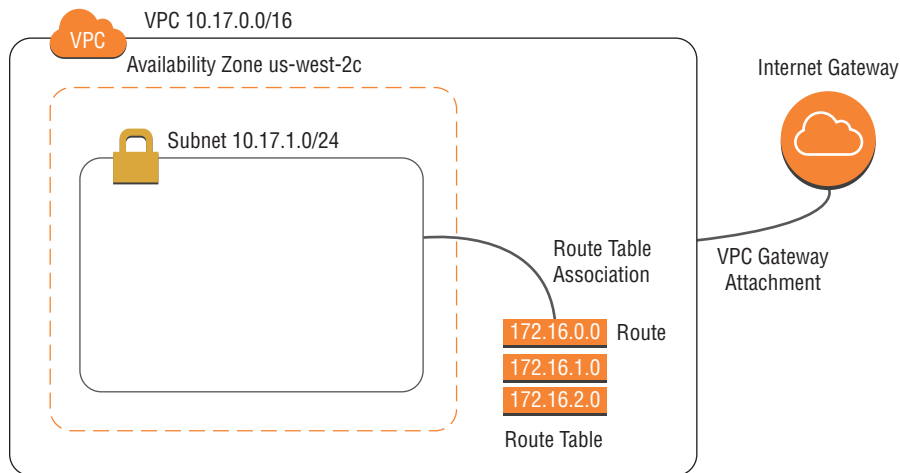 VPC 10.17.0.0/16
VPC
Availability Zone us-west-2c
Internet Gateway
Subnet 10.17.1.0/24
Route Table
Association
VPC Gateway
Attachment
172.16.0.0 Route
172.16.1.0
172.16.2.0
Route Table